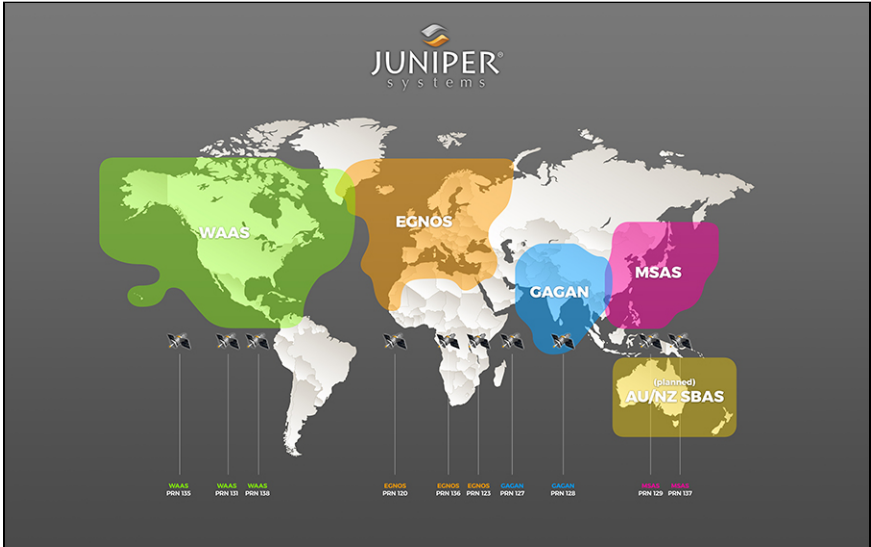 JUNIPER®
systems
WAAS
EGNOS
GAGAN
MSAS
(planned)
AU/NZ SBAS
WAAS
PRN 135
WAAS
PRN 131
WAAS
PRN 138
EGNOS
PRN 120
EGNOS
PRN 136
EGNOS
PRN 123
GAGAN
PRN 127
GAGAN
PRN 128
MSAS
PRN 129
MSAS
PRN 137